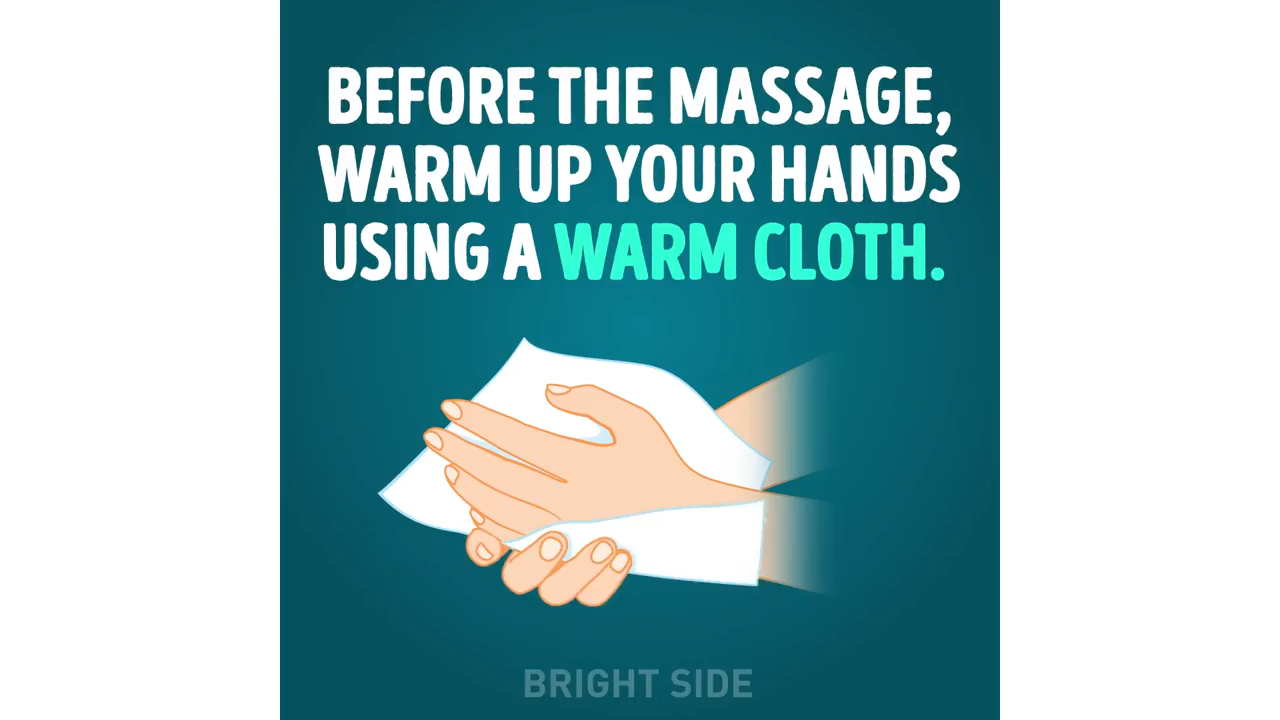 BEFORE THE MASSAGE,
WARM UP YOUR HANDS
USING A WARM CLOTH.
BRIGHT SIDE